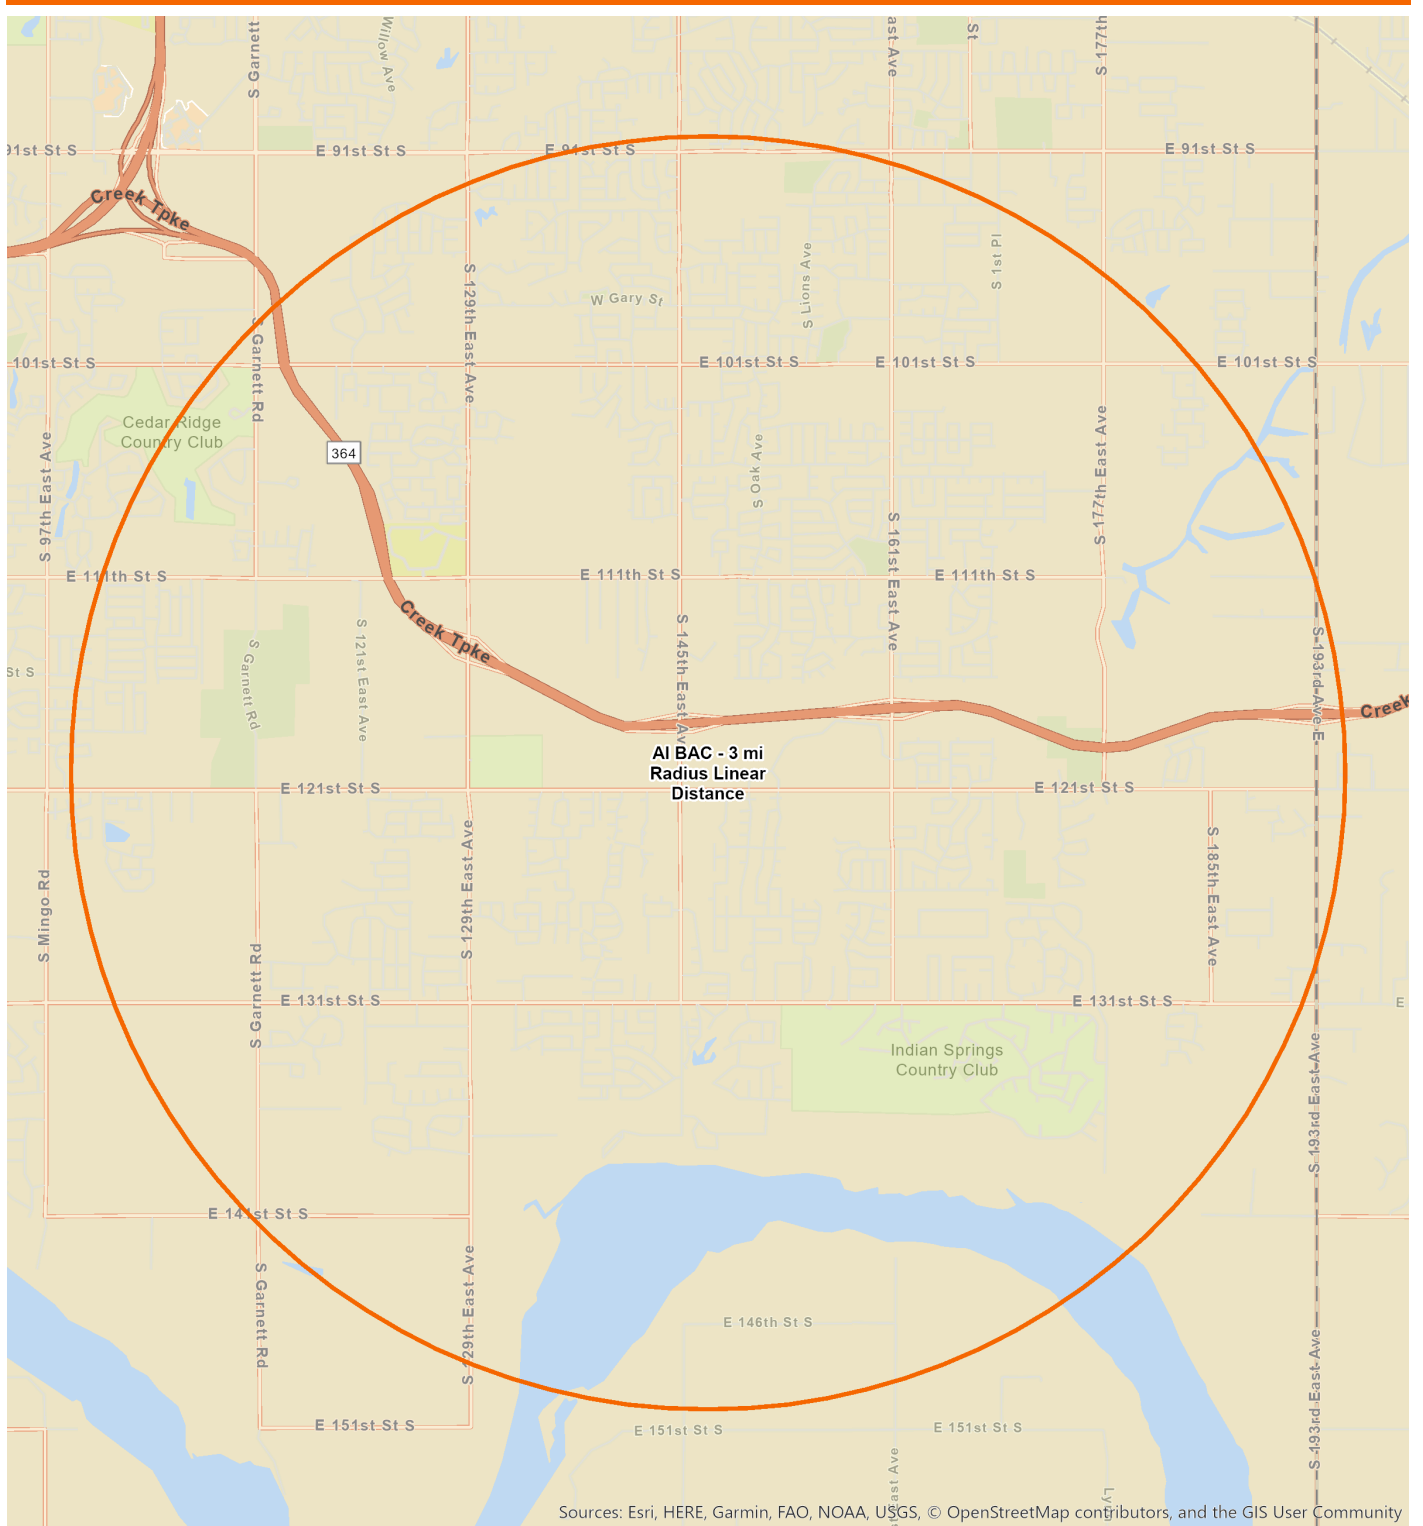 S Garnett
Willow Ave
ast Ave
St
S 177th
91st St S
E 91st St S
E 91st St S
E 91st St S
Creek Tpke
S 129th East Ave
W Gary St
S Lions Ave
S 1st Pl
S Garnett Rd
101st St S
E 101st St S
E 101st St S
E 101st St S
Cedar Ridge
Country Club
364
S 97th East Ave
S Oak Ave
S 177th East Ave
S 161st East Ave
E 111th St S
E 111th St S
E 111th St S
Creek Tpke
S 121st East Ave
S Garnett Rd
St S
S 145th East Av
S 193rd Ave E
Creek
AI BAC - 3 mi
Radius Linear
Distance
E 121st St S
E 121st St S
S Mingo Rd
S 129th East Ave
S 185th East Ave
S Garnett Rd
E 131st St S
E 131st St S
E
Indian Springs
Country Club
S 193rd East Ave
E 141st St S
S Garnett Rd
S 129th East Ave
E 146th St S
S 193rd East Ave
E 151st St S
E 151st St S
E 151st St S
st East Ave
Sources: Esri, HERE, Garmin, FAO, NOAA, USGS, © OpenStreetMap contributors, and the GIS User Community